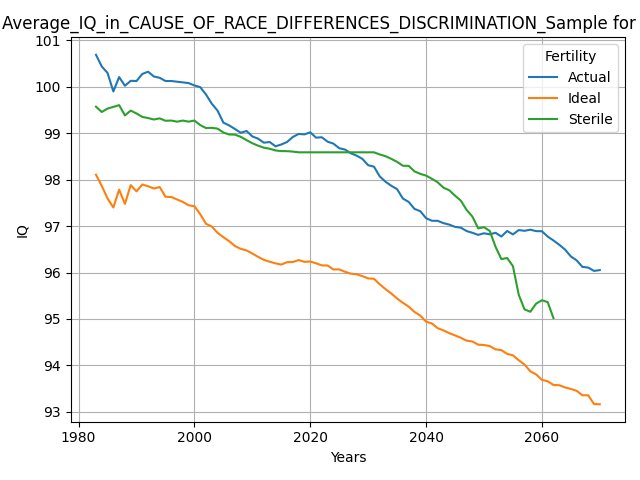 Average_IQ_in_CAUSE_OF_RACE_DIFFERENCES_DISCRIMINATION_Sample for
101
100
99
98
97
96
95
94
93
IQ
Fertility
Actual
Ideal
Sterile
1980
2000
2020
2040
2060
Years